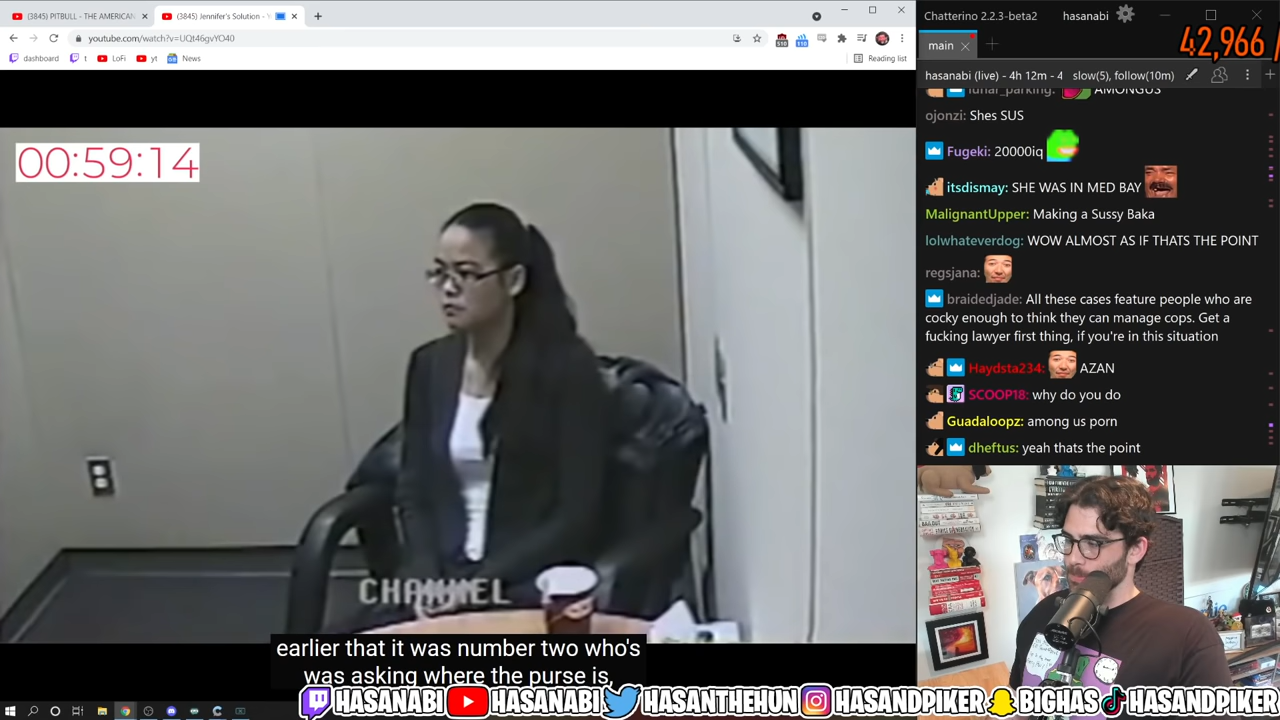 (3845) PITBULL - THE AMERICAN
(3845) Jennifer's Solution -
youtube.com/watch?v=UQt46gvYO40
dashboard
t
LoFi
yt
News
Reading list
00:59:14
CHANNEL
earlier that it was number two who's
was asking where the purse is,
Chatterino 2.2.3-beta2
hasanabi
42,966 /
main
hasanabi (live) - 4h 12m - 4
slow(5), follow(10m)
lunar_parking: AMONGUS
ojonzi: Shes SUS
Fugeki: 20000iq
itsdismay: SHE WAS IN MED BAY
MalignantUpper: Making a Sussy Baka
lolwhateverdog: WOW ALMOST AS IF THATS THE POINT
regsjana:
braidedjade: All these cases feature people who are
cocky enough to think they can manage cops. Get a
fucking lawyer first thing, if you're in this situation
Haydsta234: AZAN
SCOOP18: why do you do
Guadaloopz: among us porn
dheftus: yeah thats the point
HASANABI HASANABI HASANTHEHUN HASANDPIKER BIGHAS HASANDPIKER